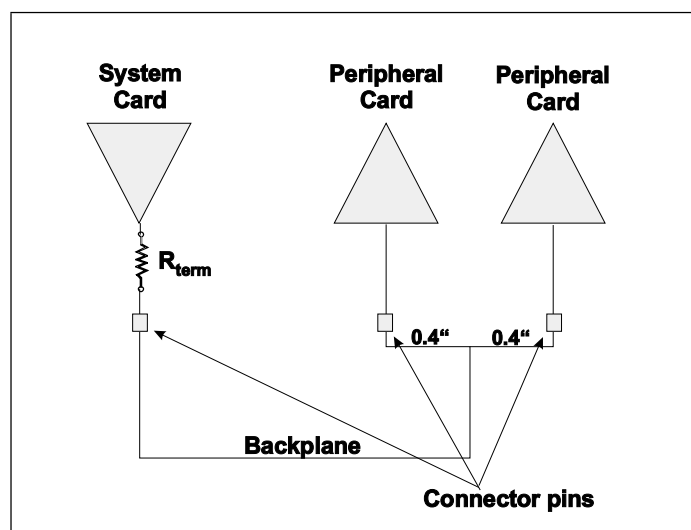 System
Card
Peripheral
Card
Peripheral
Card
Rterm
0.4“
0.4“
Backplane
Connector pins